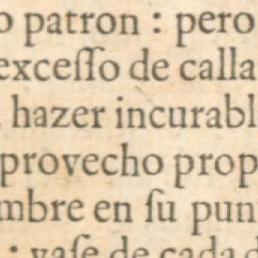 o patron : pero
exceſſo de calla
hazer incurabl
provecho prop
mbre en ſu pun
: vaſe de cada d